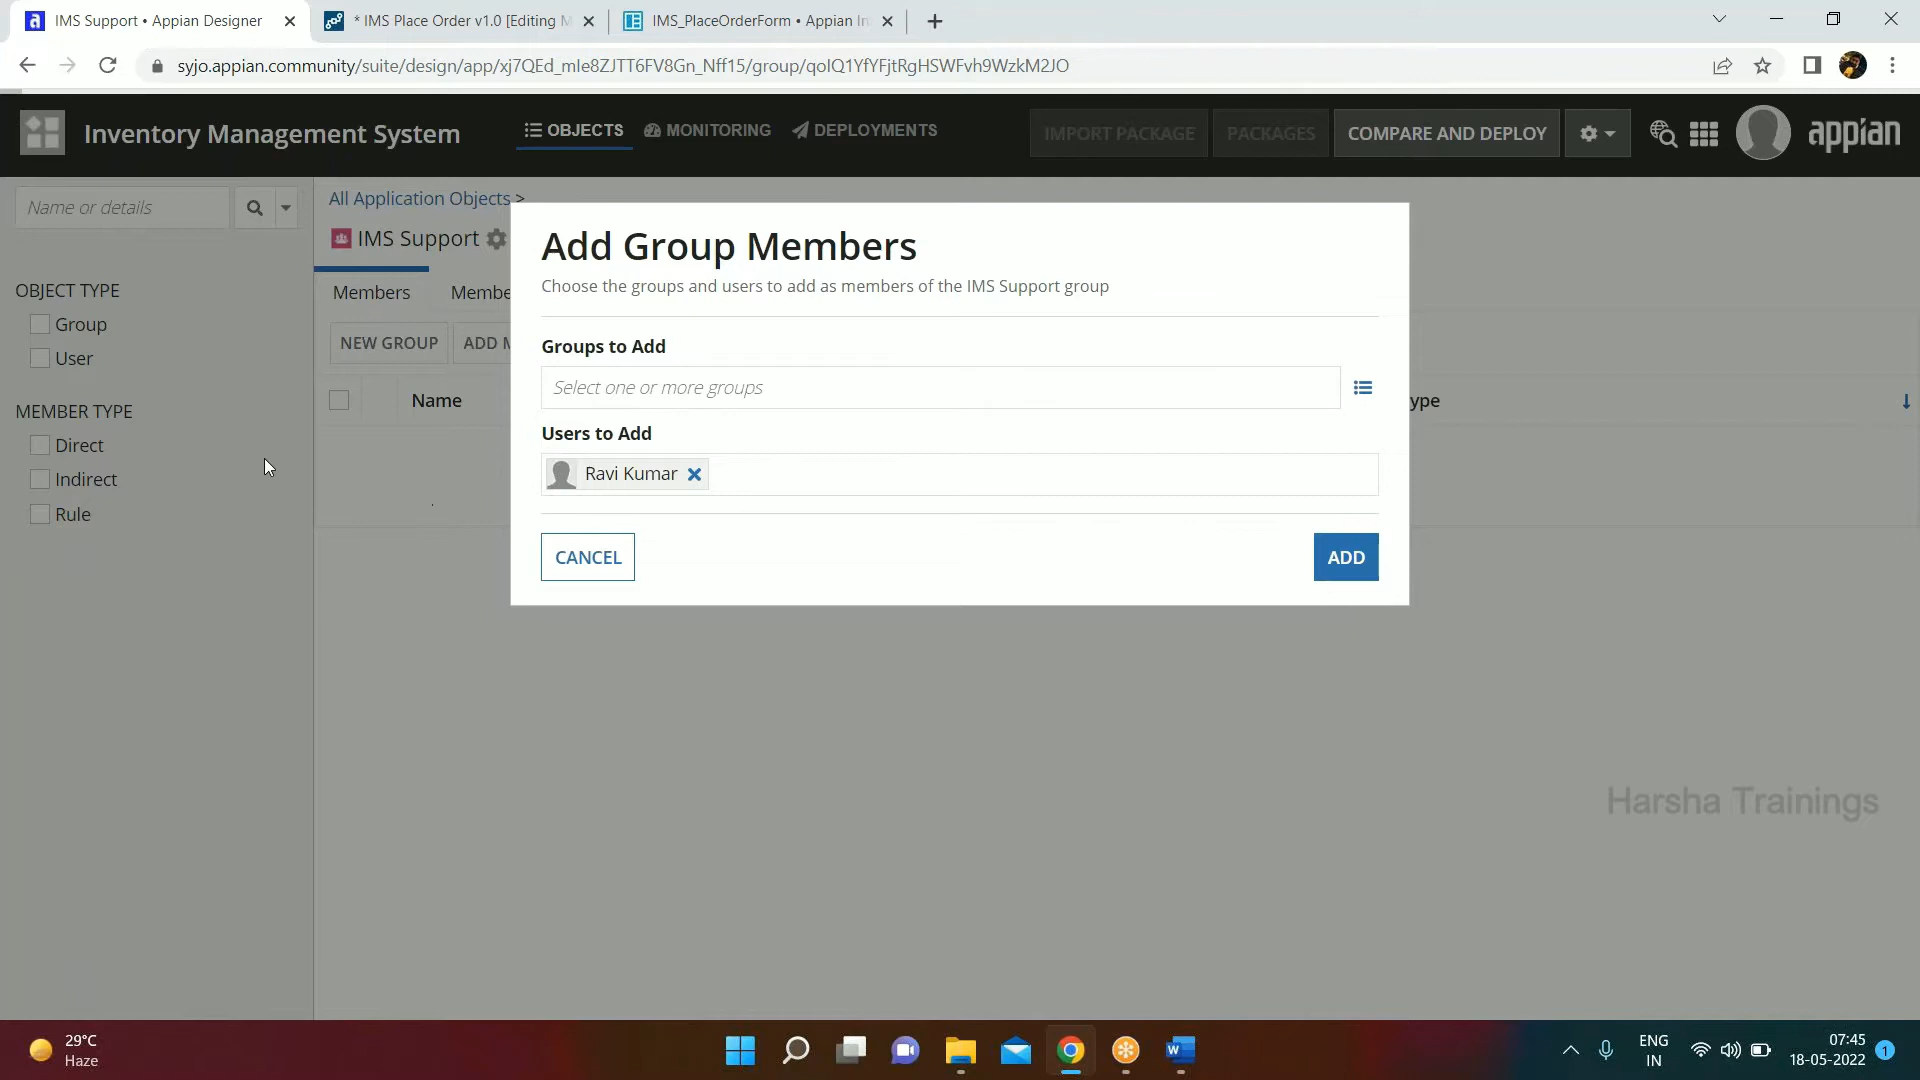 IMS Support • Appian Designer
* IMS Place Order v1.0 [Editing M
IMS_PlaceOrderForm • Appian In
syjo.appian.community/suite/design/app/xj7QEd_mle8ZJTT6FV8Gn_Nff15/group/qoIQ1YfYFjtRgHSWFvh9WzkM2JO
Inventory Management System
OBJECTS
MONITORING
DEPLOYMENTS
IMPORT PACKAGE
PACKAGES
COMPARE AND DEPLOY
appian
Name or details
All Application Objects >
IMS Support
OBJECT TYPE
Group
User
MEMBER TYPE
Direct
Indirect
Rule
Members
Membe
NEW GROUP
ADD M
Name
ype
Add Group Members
Choose the groups and users to add as members of the IMS Support group
Groups to Add
Select one or more groups
Users to Add
Ravi Kumar
CANCEL
ADD
Harsha Trainings
29°C
Haze
ENG
IN
07:45
18-05-2022
1